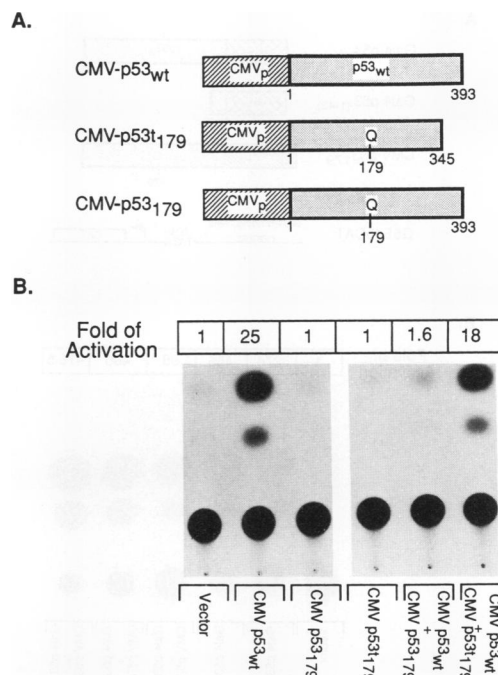 A.
CMV-p53wt
CMVp
p53wt
1
393
CMV-p53t179
CMVp
Q
1
179
345
CMV-p53179
CMVp
Q
1
179
393
B.
Fold of
Activation
1
25
1
1
1.6
18
Vector
CMV p53wt
CMV p53179
CMV p53t179
CMV p53wt
+
CMV p53179
CMV p53wt
+
CMV p53t179